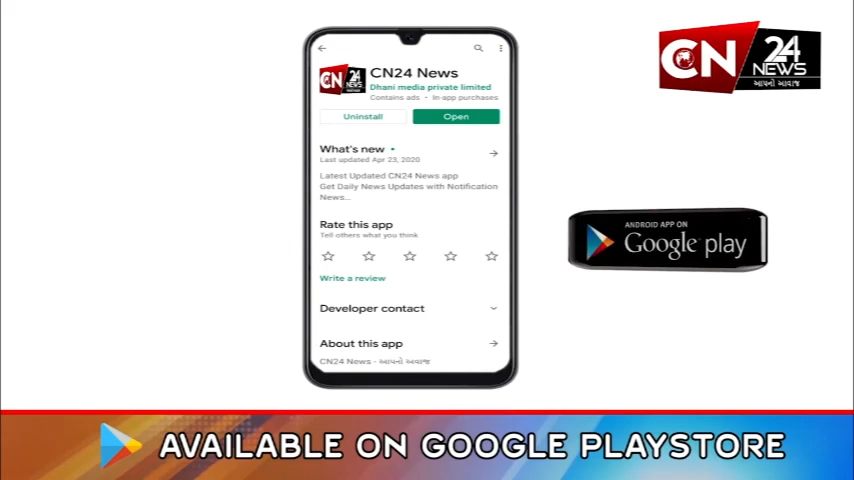 CN24 News
Dhani media private limited
Contains ads • In-app purchases
Uninstall
Open
What's new •
Last updated Apr 23, 2020
Latest Updated CN24 News app
Get Daily News Updates with Notification
News...
Rate this app
Tell others what you think
Write a review
Developer contact
About this app
CN24 News - આપનો અવાજ
CN 24 NEWS
આપનો અવાજ
CN 24 NEWS
ANDROID APP ON
Google play
AVAILABLE ON GOOGLE PLAYSTORE